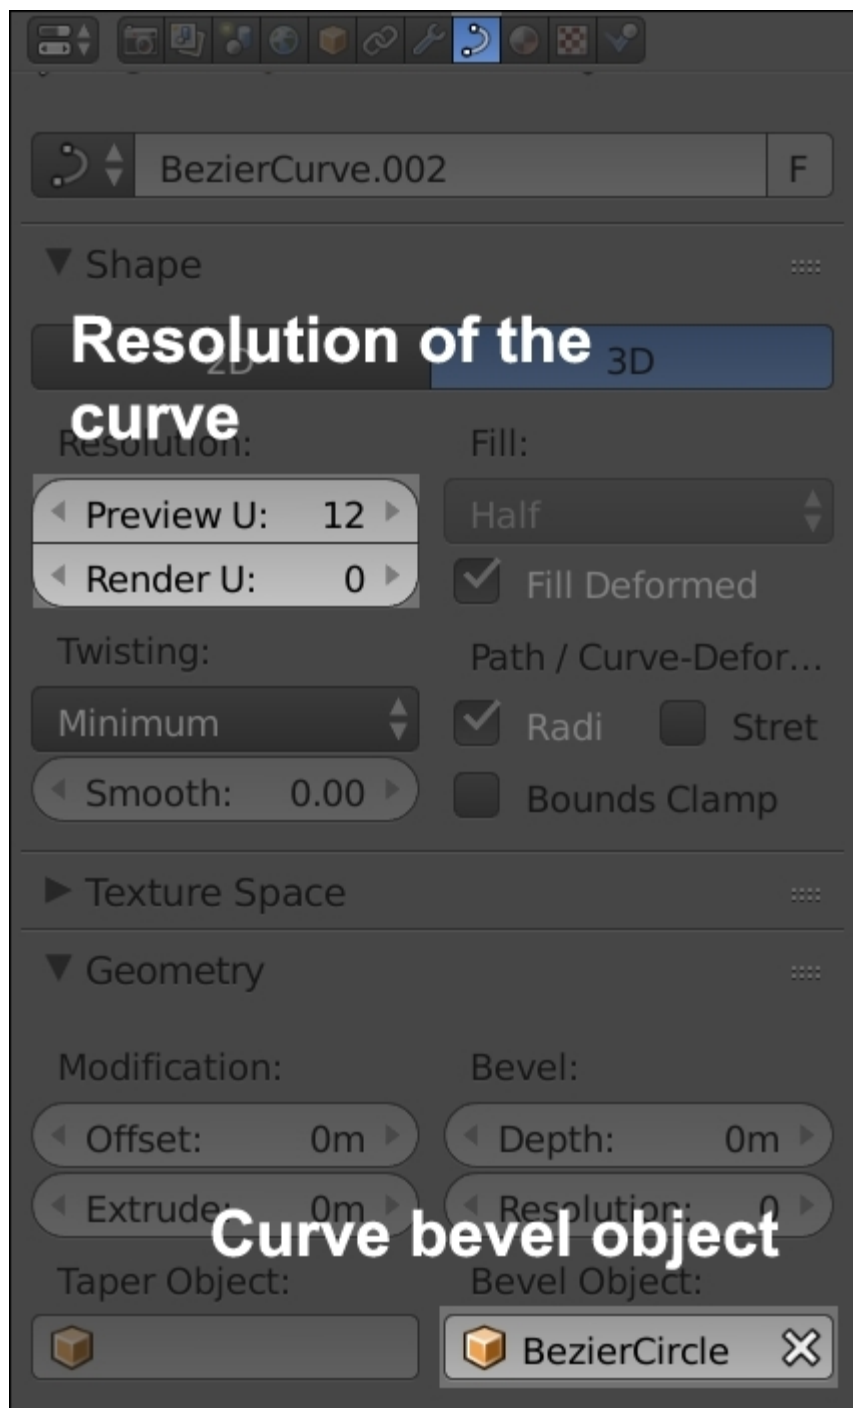 BezierCurve.002 F
Shape
Resolution of the
2D 3D
curve
Resolution: Fill:
Preview U: 12 Half
Render U: 0 Fill Deformed
Twisting: Path / Curve-Defor...
Minimum Radi Stret
Smooth: 0.00 Bounds Clamp
Texture Space
Geometry
Modification: Bevel:
Offset: 0m Depth: 0m
Extrude: 0m Resolution: 0
Curve bevel object
Taper Object: Bevel Object:
BezierCircle